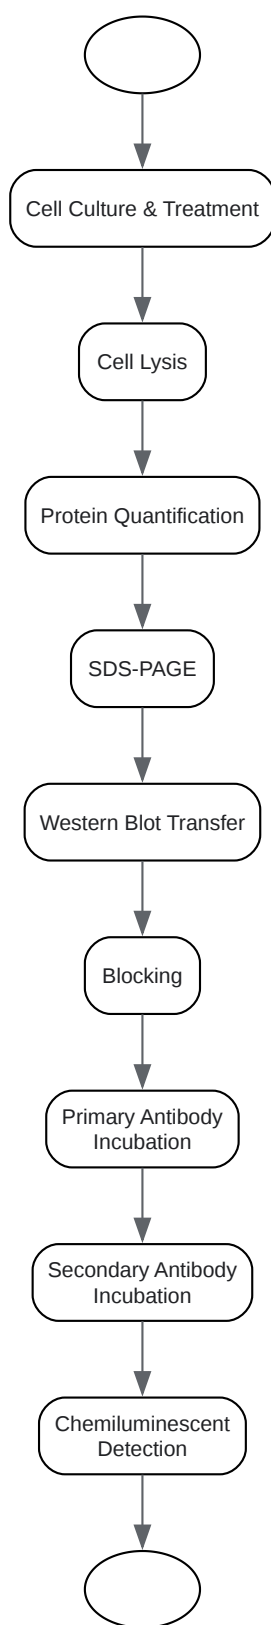 Cell Culture & Treatment
Cell Lysis
Protein Quantification
SDS-PAGE
Western Blot Transfer
Blocking
Primary Antibody
Incubation
Secondary Antibody
Incubation
Chemiluminescent
Detection